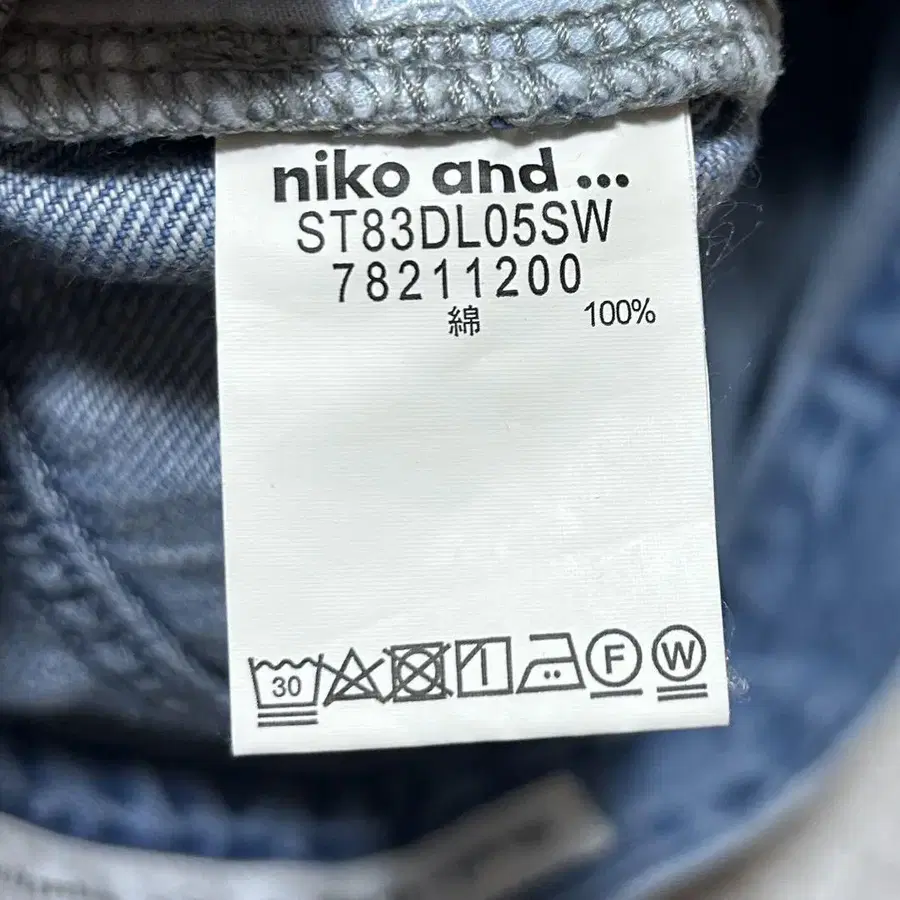 niko and ...
ST83DL05SW
78211200
綿 100%
30 F W